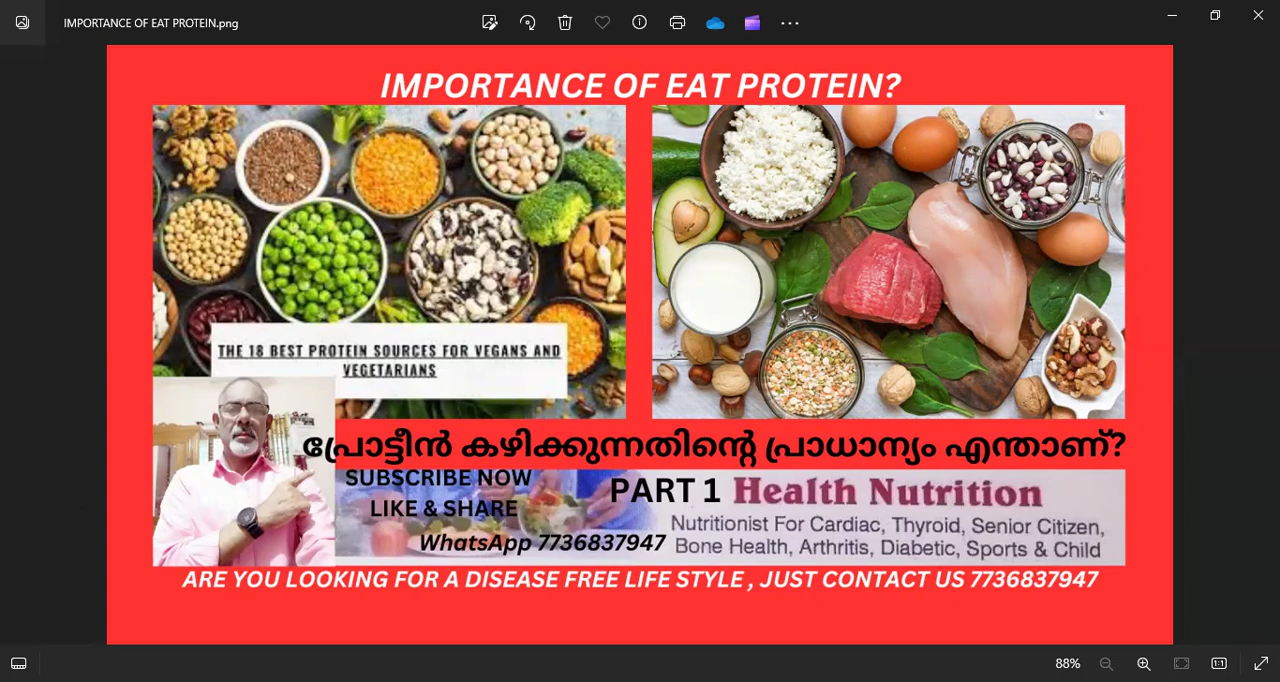 IMPORTANCE OF EAT PROTEIN.png
IMPORTANCE OF EAT PROTEIN?
THE 18 BEST PROTEIN SOURCES FOR VEGANS AND
VEGETARIANS
പ്രോട്ടീൻ കഴിക്കുന്നതിന്റെ പ്രാധാന്യം എന്താണ്?
SUBSCRIBE NOW
LIKE & SHARE
WhatsApp 7736837947
PART 1 Health Nutrition
Nutritionist For Cardiac, Thyroid, Senior Citizen,
Bone Health, Arthritis, Diabetic, Sports & Child
ARE YOU LOOKING FOR A DISEASE FREE LIFE STYLE , JUST CONTACT US 7736837947
88%
1:1